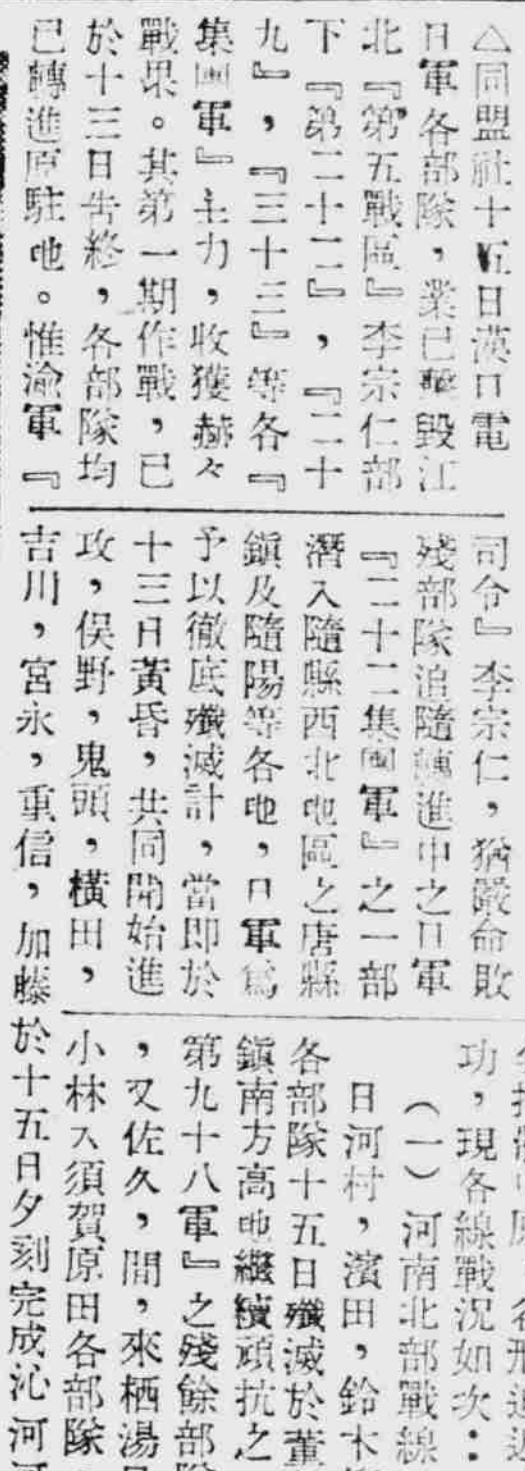 △同盟社十五日漢口電
日軍各部隊，業已擊毀江
北『第五戰區』李宗仁部
下『第二十二』，『二十
九』，『三十三』等各『
集團軍』主力，收獲赫々
戰果。其第一期作戰，已
於十三日告終，各部隊均
已轉進原駐地。惟渝軍『
司令』李宗仁，猶嚴命敗
殘部隊追隨轉進中之日軍
『二十二集團軍』之一部
潛入隨縣西北地區之唐縣
鎭及隨陽等各地，日軍爲
予以徹底殲滅計，當即於
十三日黃昏，共同開始進
攻，俣野，鬼頭，橫田，
吉川，宮永，重信，加藤
功，現各線戰况如次：
（一）河南北部戰線
日河村，濱田，鈴木
各部隊十五日殲滅於董
鎭南方高地繼續頑抗之
第九十八軍』之殘餘部
，又佐久，間，來栖湯
小林入須賀原田各部隊
於十五日夕刻完成沁河